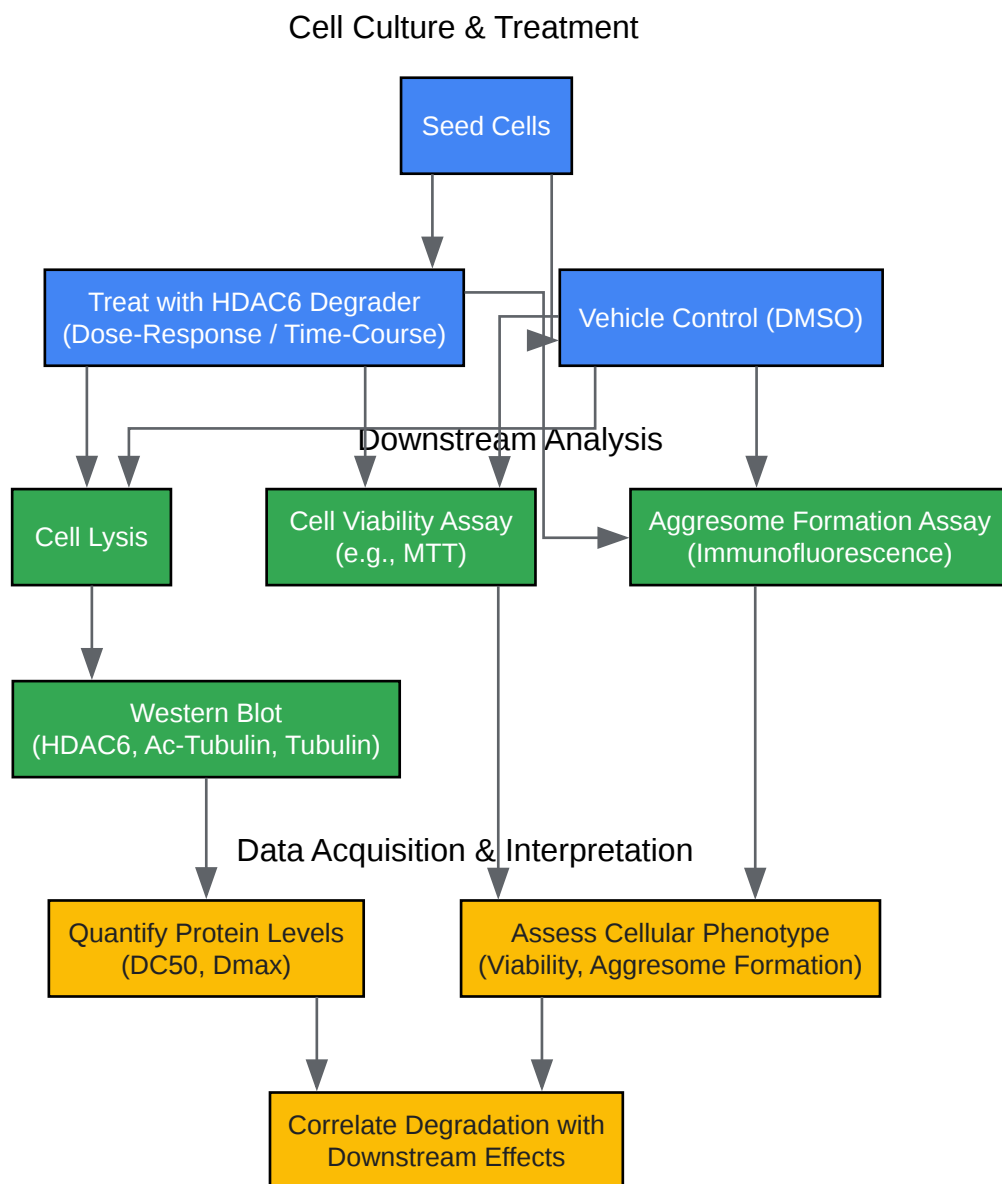 Cell Culture & Treatment
Seed Cells
Treat with HDAC6 Degrader
(Dose-Response / Time-Course)
Vehicle Control (DMSO)
Downstream Analysis
Cell Lysis
Cell Viability Assay
(e.g., MTT)
Aggresome Formation Assay
(Immunofluorescence)
Western Blot
(HDAC6, Ac-Tubulin, Tubulin)
Data Acquisition & Interpretation
Quantify Protein Levels
(DC50, Dmax)
Assess Cellular Phenotype
(Viability, Aggresome Formation)
Correlate Degradation with
Downstream Effects